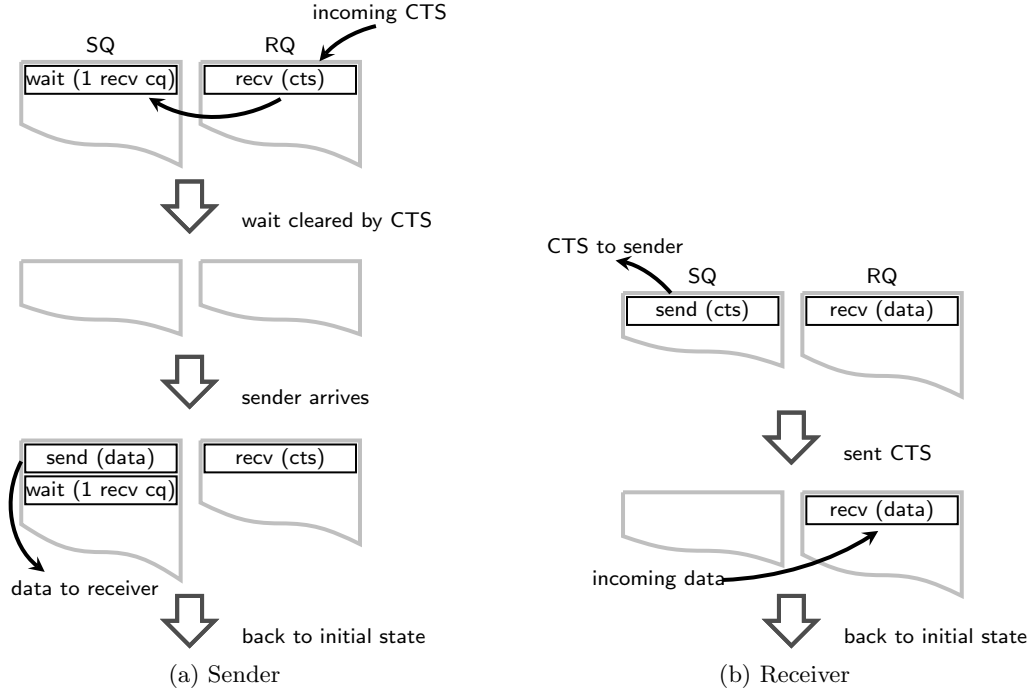 incoming CTS
SQ
RQ
wait (1 recv cq)
recv (cts)
wait cleared by CTS
sender arrives
send (data)
recv (cts)
wait (1 recv cq)
data to receiver
back to initial state
(a) Sender
CTS to sender
SQ
RQ
send (cts)
recv (data)
sent CTS
recv (data)
incoming data
back to initial state
(b) Receiver